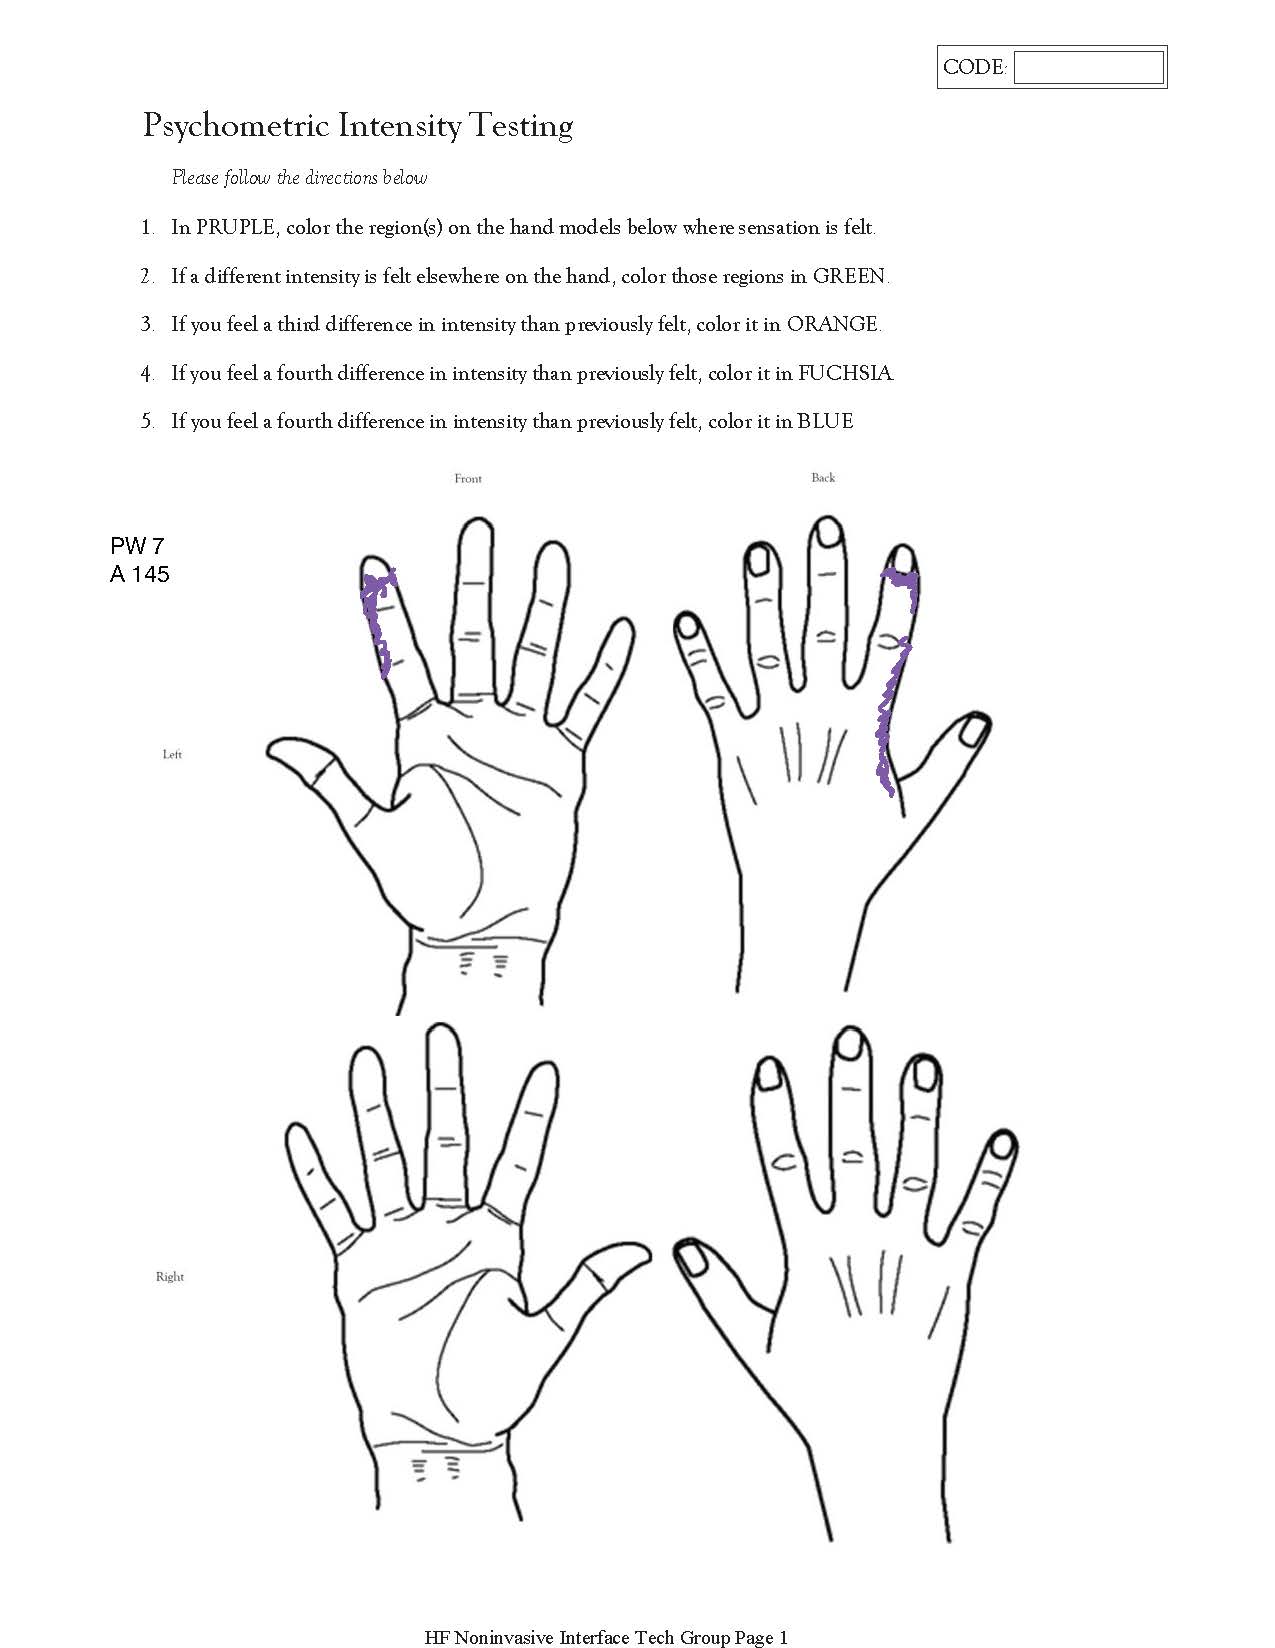 CODE:
Psychometric Intensity Testing
Please follow the directions below
1. In PRUPLE, color the region(s) on the hand models below where sensation is felt.
2. If a different intensity is felt elsewhere on the hand, color those regions in GREEN.
3. If you feel a third difference in intensity than previously felt, color it in ORANGE.
4. If you feel a fourth difference in intensity than previously felt, color it in FUCHSIA.
5. If you feel a fourth difference in intensity than previously felt, color it in BLUE
Front Back
PW 7
A 145
Left
Right
HF Noninvasive Interface Tech Group Page 1